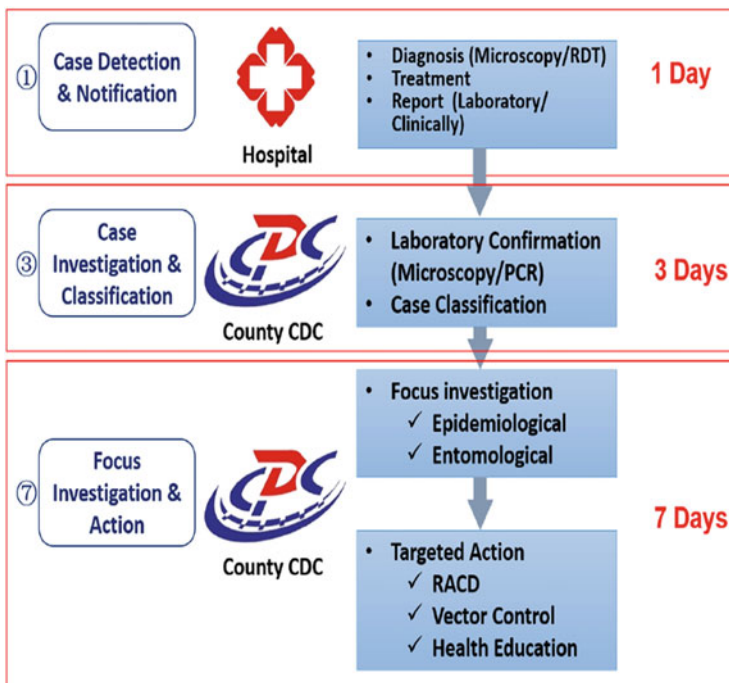 ①
Case Detection
& Notification
Hospital
• Diagnosis (Microscopy/RDT)
• Treatment
• Report (Laboratory/
Clinically)
1 Day
③
Case
Investigation &
Classification
CDC
County CDC
• Laboratory Confirmation
(Microscopy/PCR)
• Case Classification
3 Days
⑦
Focus
Investigation &
Action
CDC
County CDC
• Focus investigation
✓ Epidemiological
✓ Entomological
• Targeted Action
✓ RACD
✓ Vector Control
✓ Health Education
7 Days